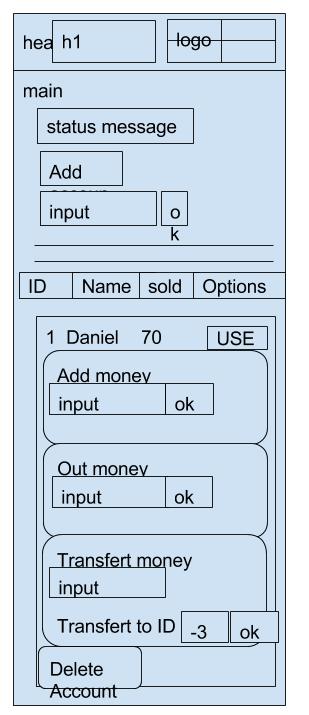 hea h1 logo
main
status message
Add
input ok
ID Name sold Options
1 Daniel 70 USE
Add money
input ok
Out money
input ok
Transfert money
input
Transfert to ID -3 ok
Delete
Account